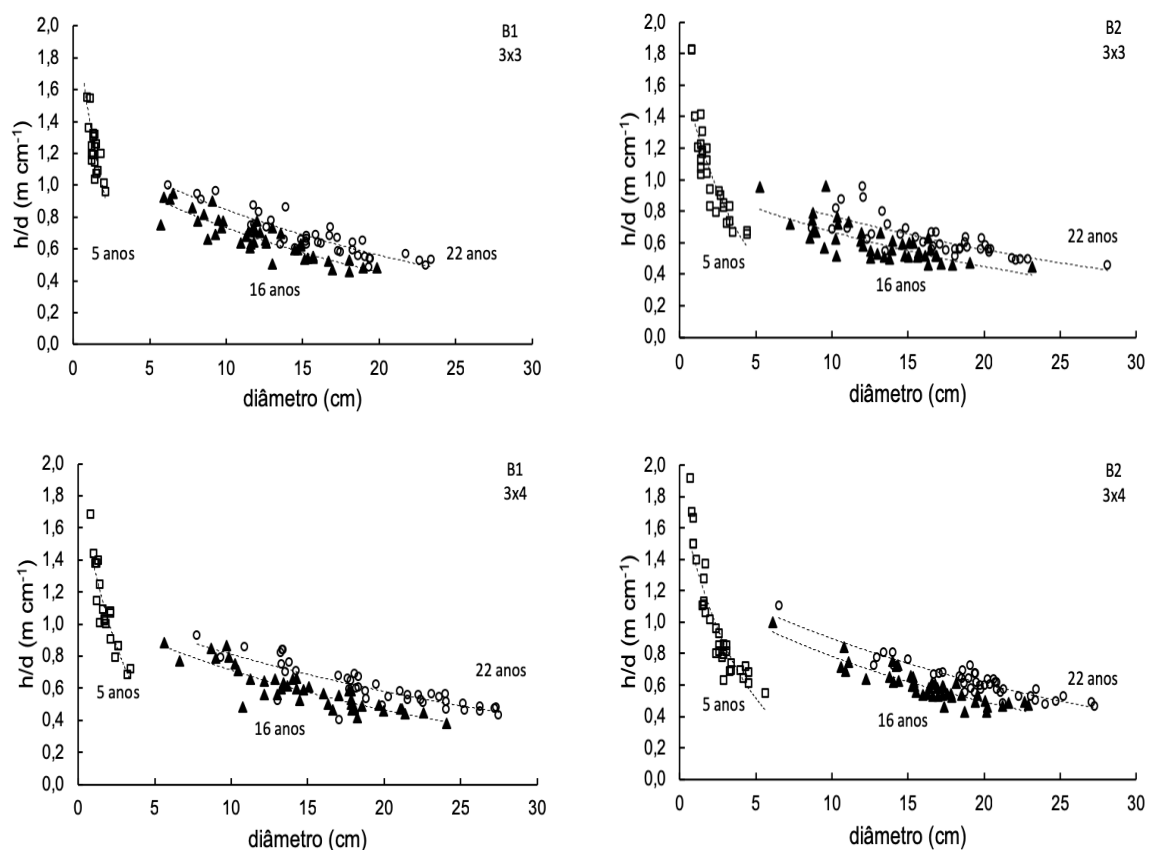 B1
3x3
h/d (m cm⁻¹)
2,0
1,8
1,6
1,4
1,2
1,0
0,8
0,6
0,4
0,2
0,0
5 anos
16 anos
22 anos
0 5 10 15 20 25 30
diâmetro (cm)
B2
3x3
h/d (m cm⁻¹)
2,0
1,8
1,6
1,4
1,2
1,0
0,8
0,6
0,4
0,2
0,0
5 anos
16 anos
22 anos
0 5 10 15 20 25 30
diâmetro (cm)
B1
3x4
h/d (m cm⁻¹)
2,0
1,8
1,6
1,4
1,2
1,0
0,8
0,6
0,4
0,2
0,0
5 anos
16 anos
22 anos
0 5 10 15 20 25 30
diâmetro (cm)
B2
3x4
h/d (m cm⁻¹)
2,0
1,8
1,6
1,4
1,2
1,0
0,8
0,6
0,4
0,2
0,0
5 anos
16 anos
22 anos
0 5 10 15 20 25 30
diâmetro (cm)